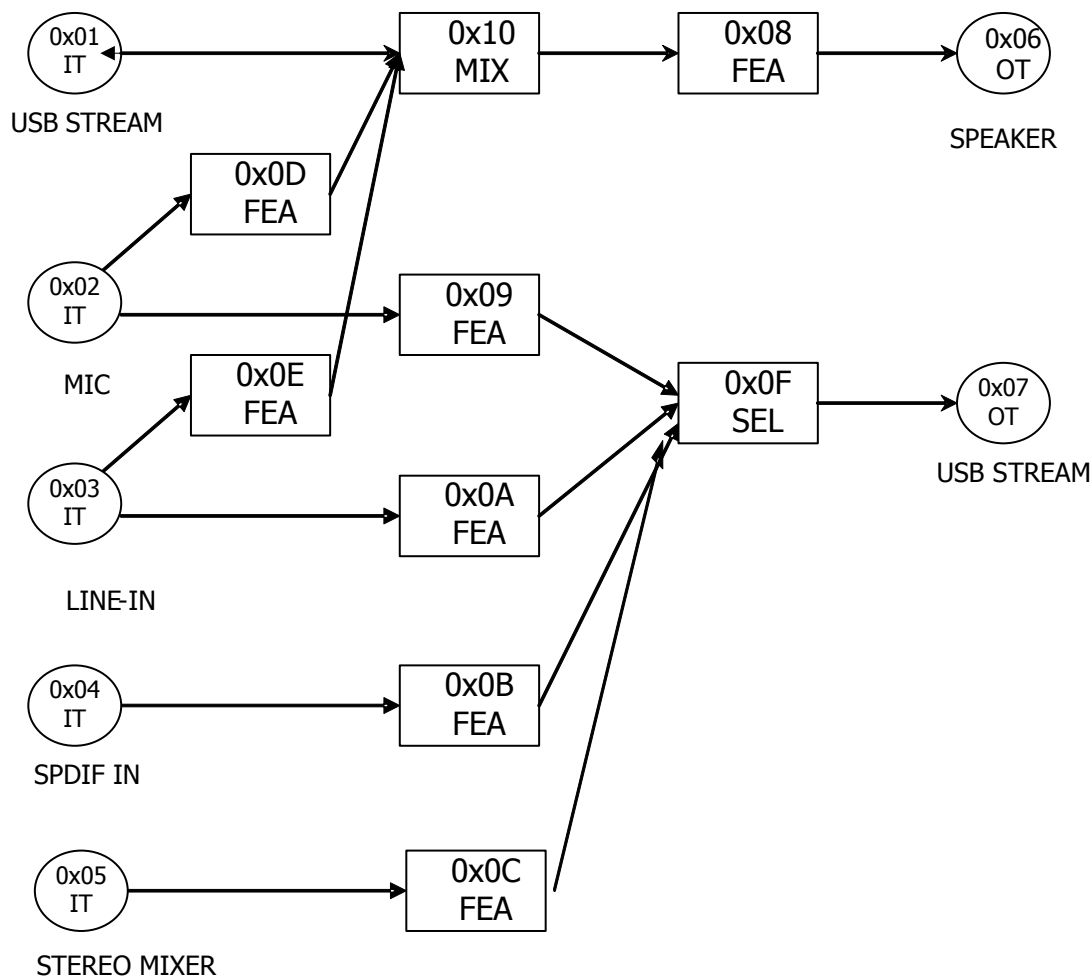 0x01
IT
USB STREAM
0x10
MIX
0x08
FEA
0x06
OT
SPEAKER
0x0D
FEA
0x02
IT
MIC
0x09
FEA
0x0E
FEA
0x0F
SEL
0x07
OT
USB STREAM
0x03
IT
LINE-IN
0x0A
FEA
0x04
IT
SPDIF IN
0x0B
FEA
0x05
IT
STEREO MIXER
0x0C
FEA